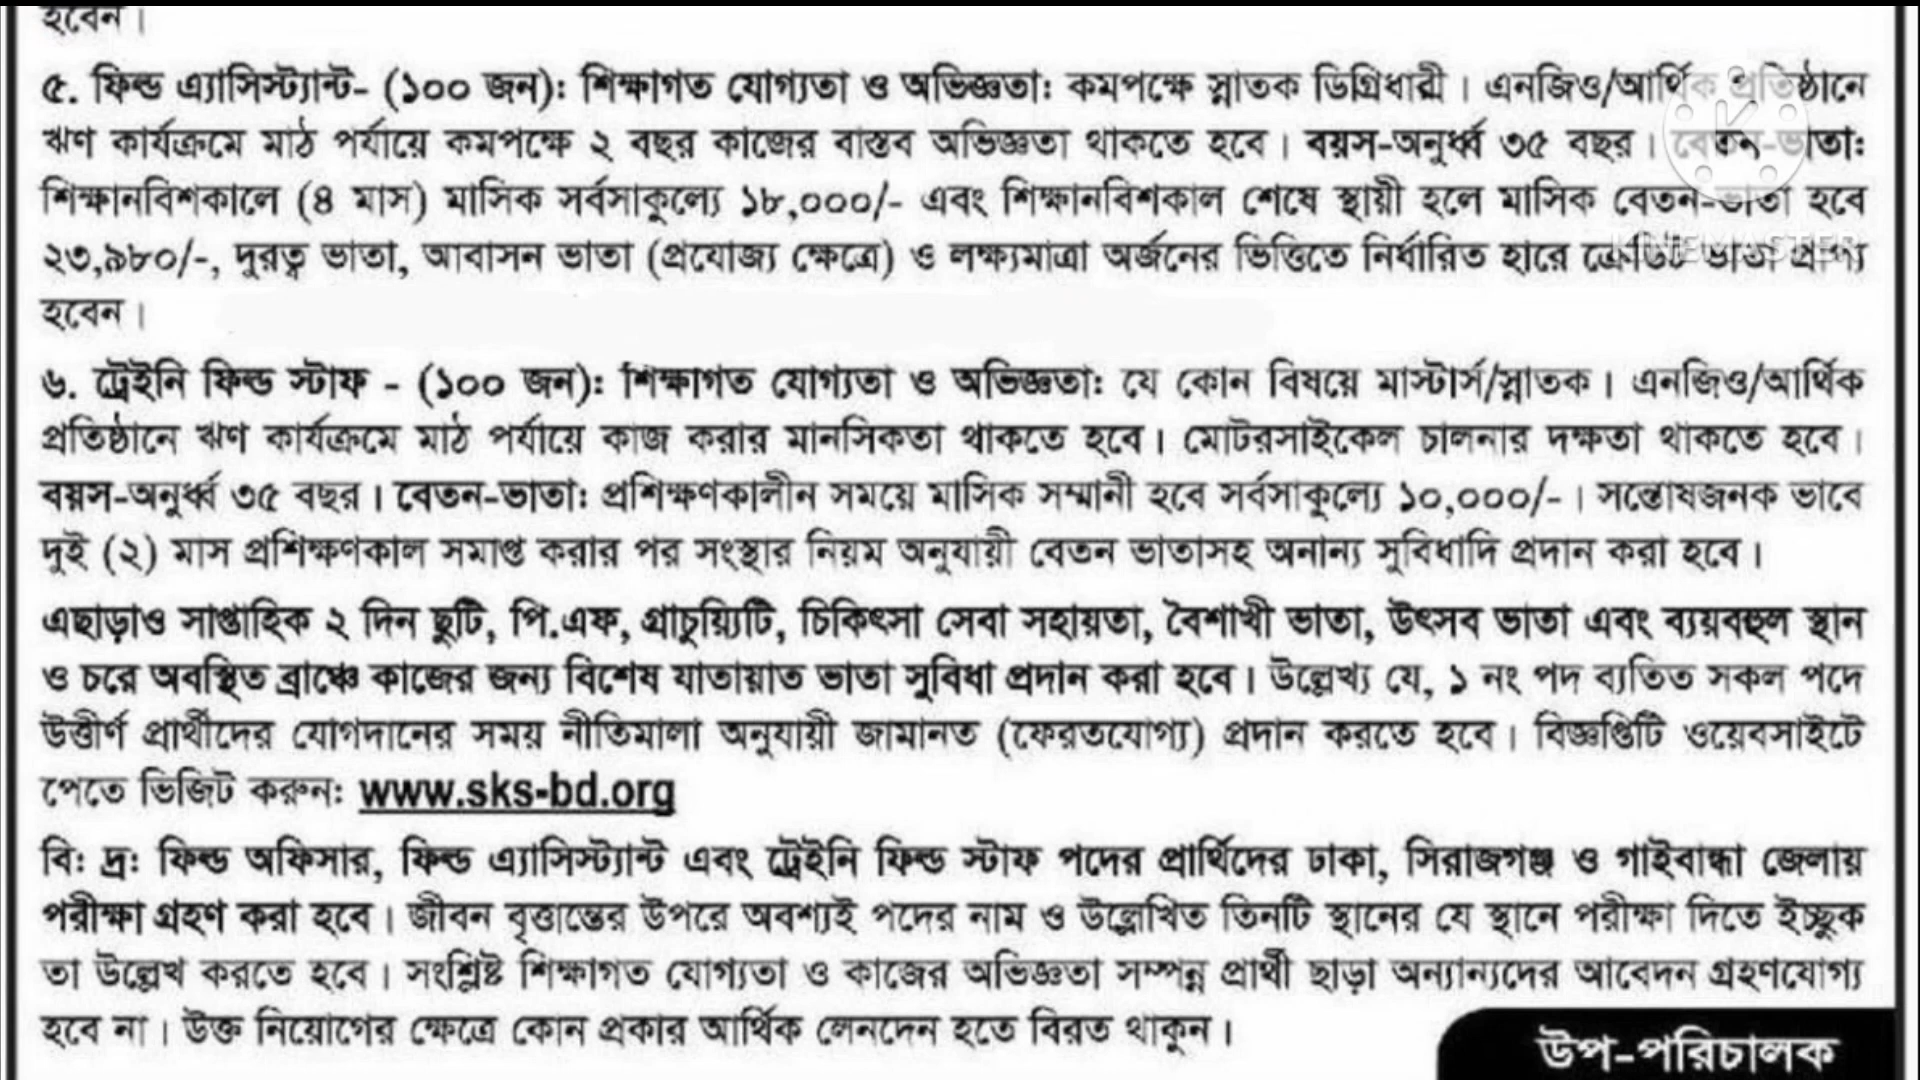 হবেন।
৫. ফিল্ড এ্যাসিস্ট্যান্ট- (১০০ জন): শিক্ষাগত যোগ্যতা ও অভিজ্ঞতা: কমপক্ষে স্নাতক ডিগ্রিধারী। এনজিও/আর্থিক প্রতিষ্ঠানে
ঋণ কার্যক্রমে মাঠ পর্যায়ে কমপক্ষে ২ বছর কাজের বাস্তব অভিজ্ঞতা থাকতে হবে। বয়স-অনুর্ধ্ব ৩৫ বছর। বেতন-ভাতা:
শিক্ষানবিশকালে (৪ মাস) মাসিক সর্বসাকুল্যে ১৮,০০০/- এবং শিক্ষানবিশকাল শেষে স্থায়ী হলে মাসিক বেতন-ভাতা হবে
২৩,৯৮০/-, দুরত্ব ভাতা, আবাসন ভাতা (প্রযোজ্য ক্ষেত্রে) ও লক্ষ্যমাত্রা অর্জনের ভিত্তিতে নির্ধারিত হারে ক্রেডিট ভাতা প্রাপ্য
হবেন।
KINEMASTER
৬. ট্রেইনি ফিল্ড স্টাফ - (১০০ জন): শিক্ষাগত যোগ্যতা ও অভিজ্ঞতা: যে কোন বিষয়ে মাস্টার্স/স্নাতক। এনজিও/আর্থিক
প্রতিষ্ঠানে ঋণ কার্যক্রমে মাঠ পর্যায়ে কাজ করার মানসিকতা থাকতে হবে। মোটরসাইকেল চালনার দক্ষতা থাকতে হবে।
বয়স-অনুর্ধ্ব ৩৫ বছর। বেতন-ভাতা: প্রশিক্ষণকালীন সময়ে মাসিক সম্মানী হবে সর্বসাকুল্যে ১০,০০০/-। সন্তোষজনক ভাবে
দুই (২) মাস প্রশিক্ষণকাল সমাপ্ত করার পর সংস্থার নিয়ম অনুযায়ী বেতন ভাতাসহ অনান্য সুবিধাদি প্রদান করা হবে।
এছাড়াও সাপ্তাহিক ২ দিন ছুটি, পি.এফ, গ্রাচুয়্যিটি, চিকিৎসা সেবা সহায়তা, বৈশাখী ভাতা, উৎসব ভাতা এবং ব্যয়বহুল স্থান
ও চরে অবস্থিত ব্রাঞ্চে কাজের জন্য বিশেষ যাতায়াত ভাতা সুবিধা প্রদান করা হবে। উল্লেখ্য যে, ১ নং পদ ব্যতিত সকল পদে
উত্তীর্ণ প্রার্থীদের যোগদানের সময় নীতিমালা অনুযায়ী জামানত (ফেরতযোগ্য) প্রদান করতে হবে। বিজ্ঞপ্তিটি ওয়েবসাইটে
পেতে ভিজিট করুন: www.sks-bd.org
বি: দ্র: ফিল্ড অফিসার, ফিল্ড এ্যাসিস্ট্যান্ট এবং ট্রেইনি ফিল্ড স্টাফ পদের প্রার্থিদের ঢাকা, সিরাজগঞ্জ ও গাইবান্ধা জেলায়
পরীক্ষা গ্রহণ করা হবে। জীবন বৃত্তান্তের উপরে অবশ্যই পদের নাম ও উল্লেখিত তিনটি স্থানের যে স্থানে পরীক্ষা দিতে ইচ্ছুক
তা উল্লেখ করতে হবে। সংশ্লিষ্ট শিক্ষাগত যোগ্যতা ও কাজের অভিজ্ঞতা সম্পন্ন প্রার্থী ছাড়া অন্যান্যদের আবেদন গ্রহণযোগ্য
হবে না। উক্ত নিয়োগের ক্ষেত্রে কোন প্রকার আর্থিক লেনদেন হতে বিরত থাকুন।
উপ-পরিচালক